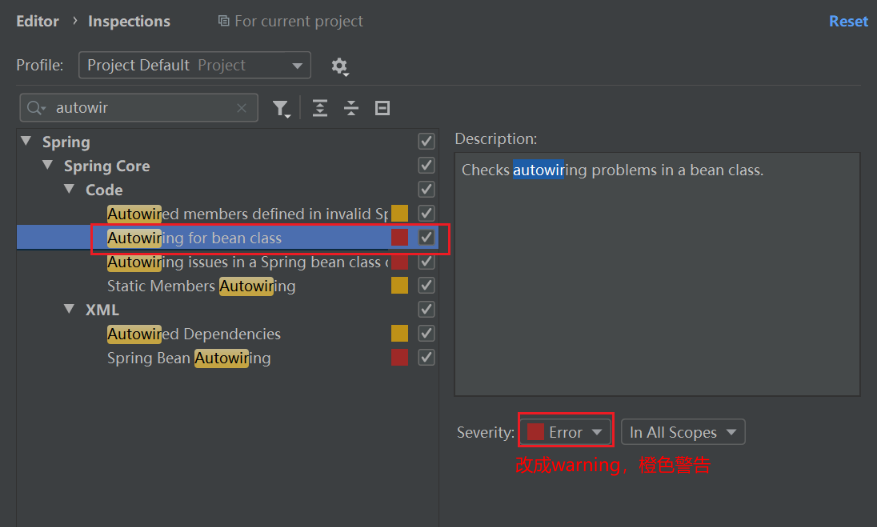 Editor › Inspections For current project Reset
Profile: Project Default Project
autowir
Spring
Spring Core
Code
Autowired members defined in invalid Sp
Autowiring for bean class
Autowiring issues in a Spring bean class
Static Members Autowiring
XML
Autowired Dependencies
Spring Bean Autowiring
Description:
Checks autowiring problems in a bean class.
Severity: Error In All Scopes
改成warning，橙色警告